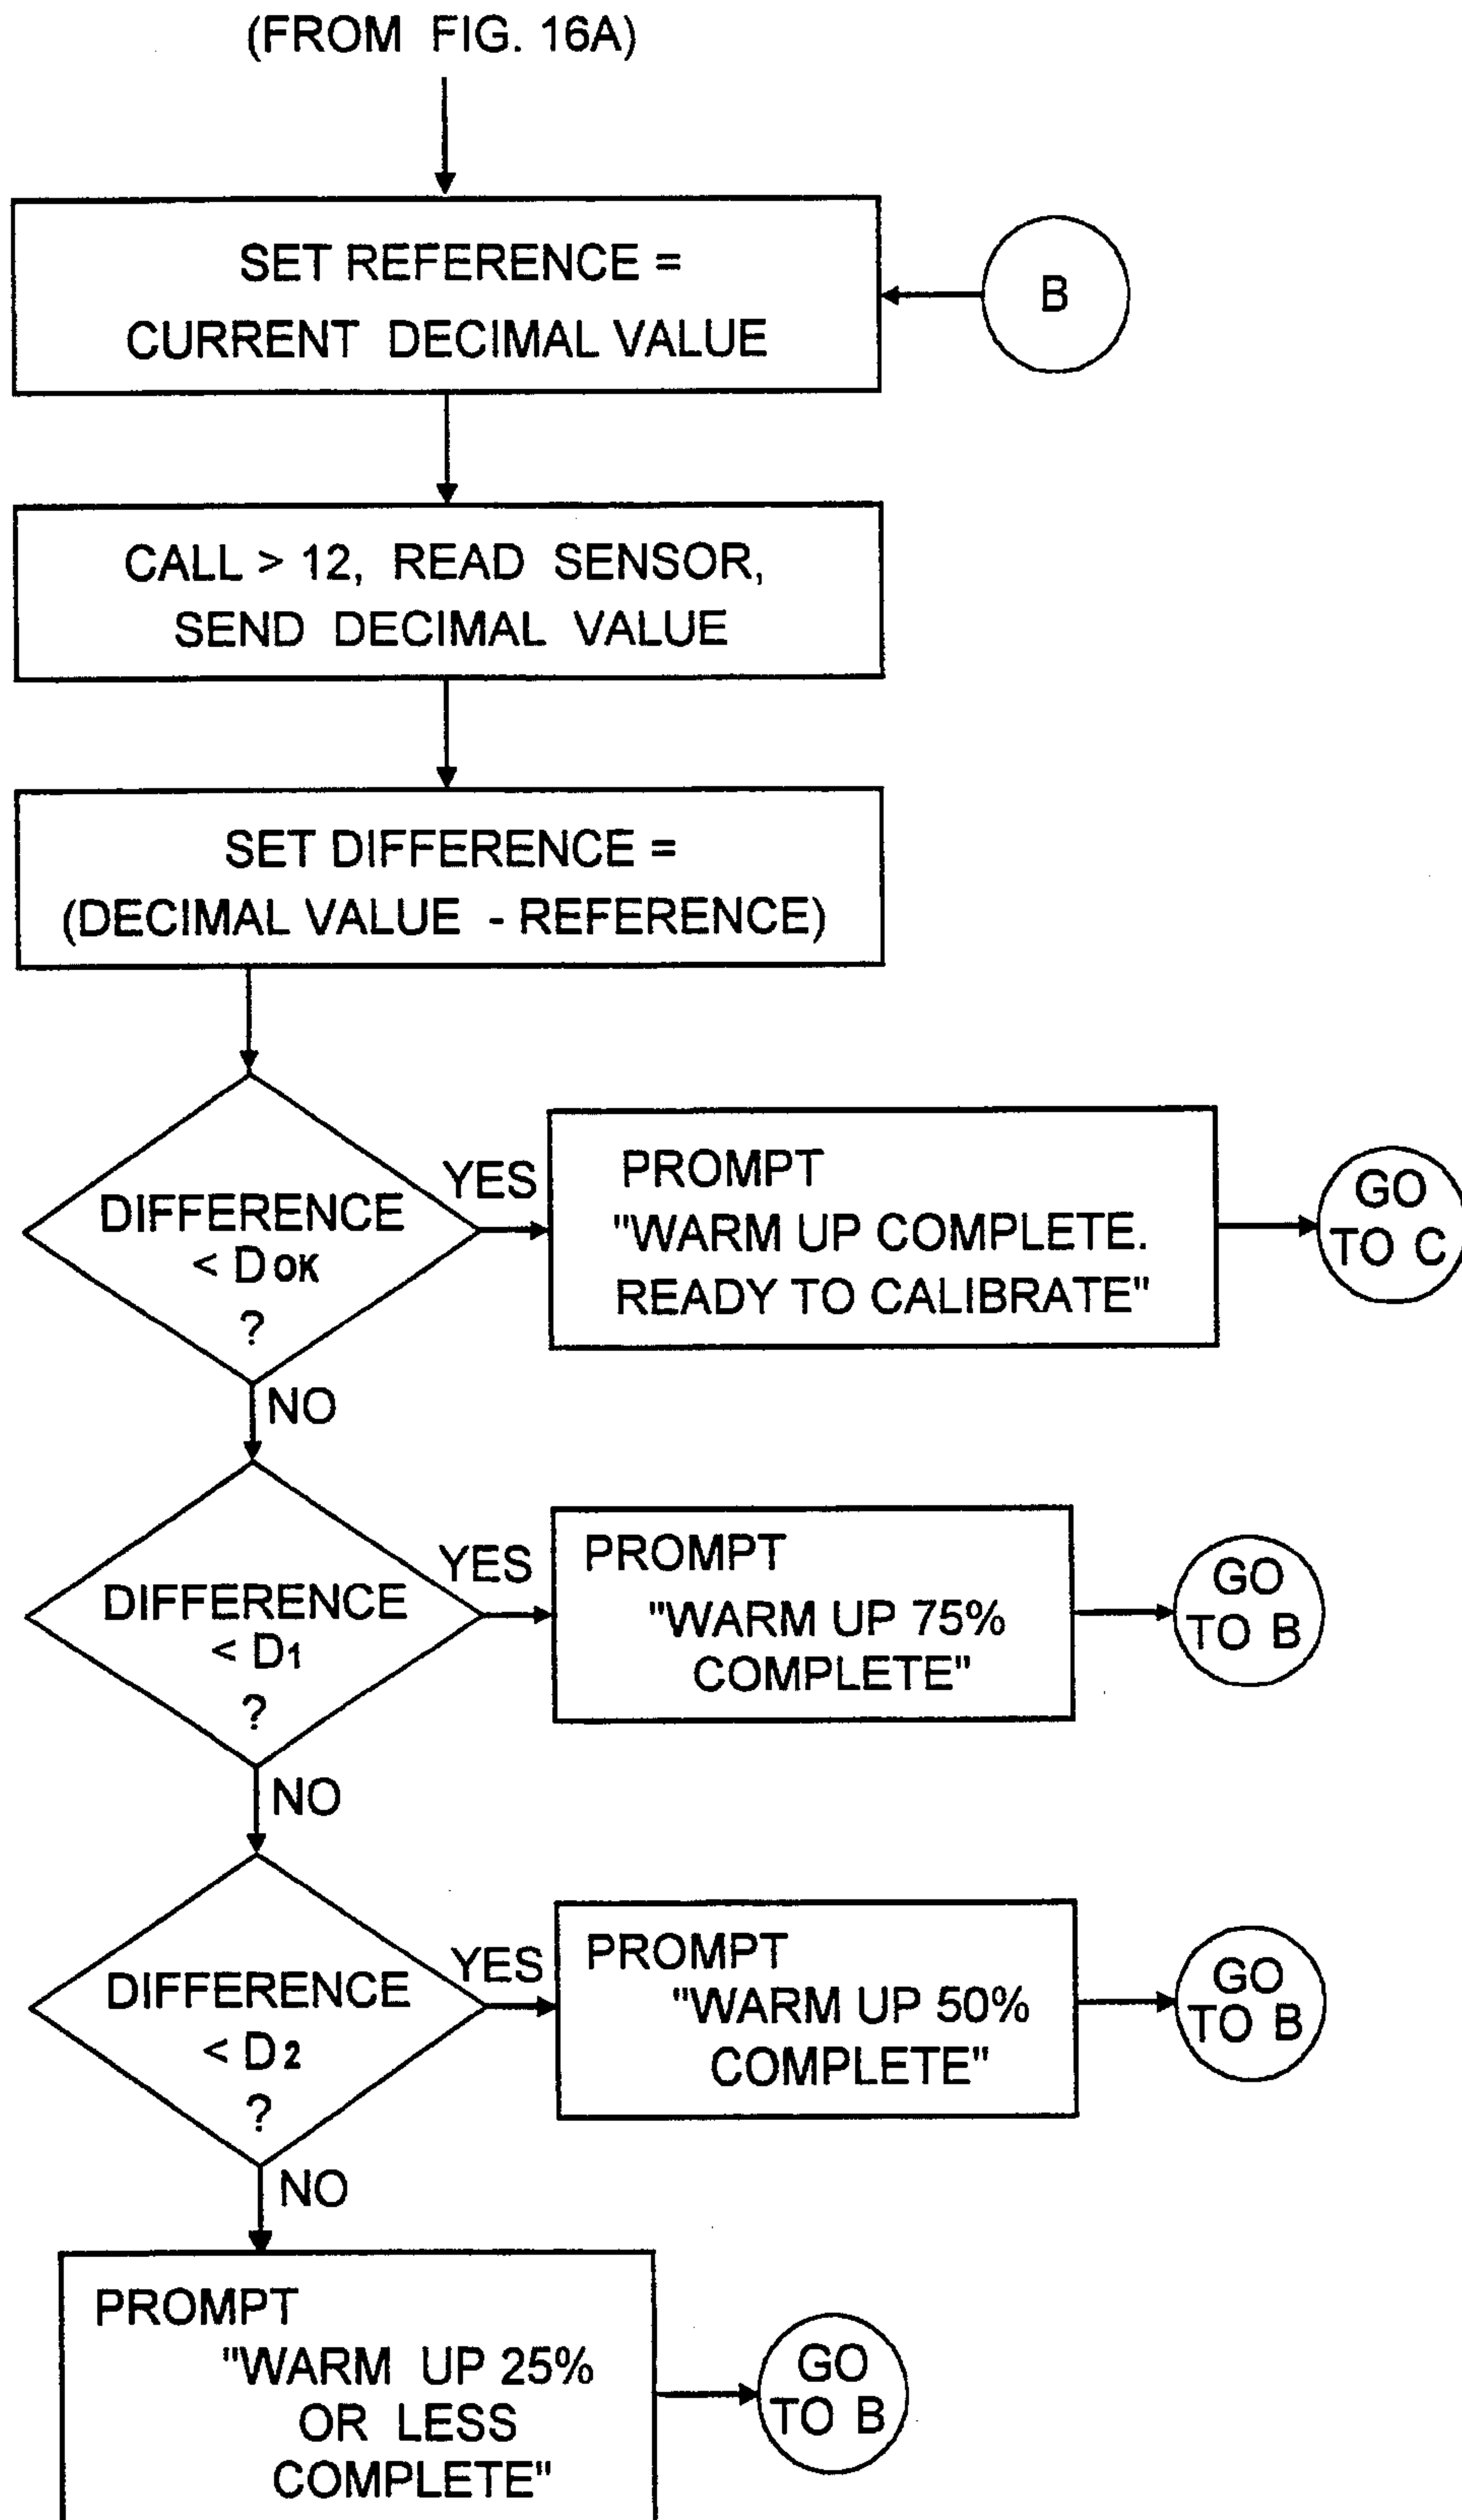 (FROM FIG. 16A)
SET REFERENCE =
CURRENT DECIMAL VALUE
B
CALL > 12, READ SENSOR,
SEND DECIMAL VALUE
SET DIFFERENCE =
(DECIMAL VALUE - REFERENCE)
DIFFERENCE
< DOK
?
YES
PROMPT
"WARM UP COMPLETE.
READY TO CALIBRATE"
GO
TO C
NO
DIFFERENCE
< D1
?
YES
PROMPT
"WARM UP 75%
COMPLETE"
GO
TO B
NO
DIFFERENCE
< D2
?
YES
PROMPT
"WARM UP 50%
COMPLETE"
GO
TO B
NO
PROMPT
"WARM UP 25%
OR LESS
COMPLETE"
GO
TO B